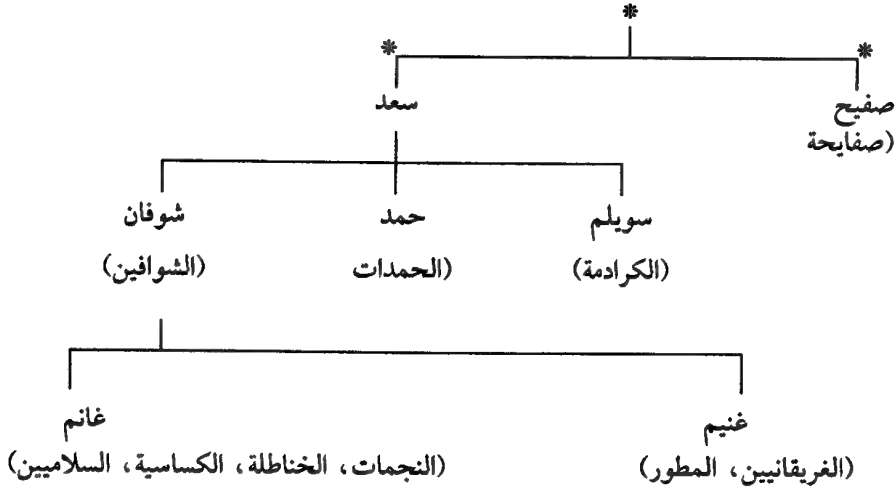 *
* *
صفيح سعد
(صفايحة)
سويلم حمد شوفان
(الكرادمة) (الحمدات) (الشوافين)
غنيم غانم
(الغريقانيين، المطور) (النجمات، الخناطلة، الكساسية، السلاميين)